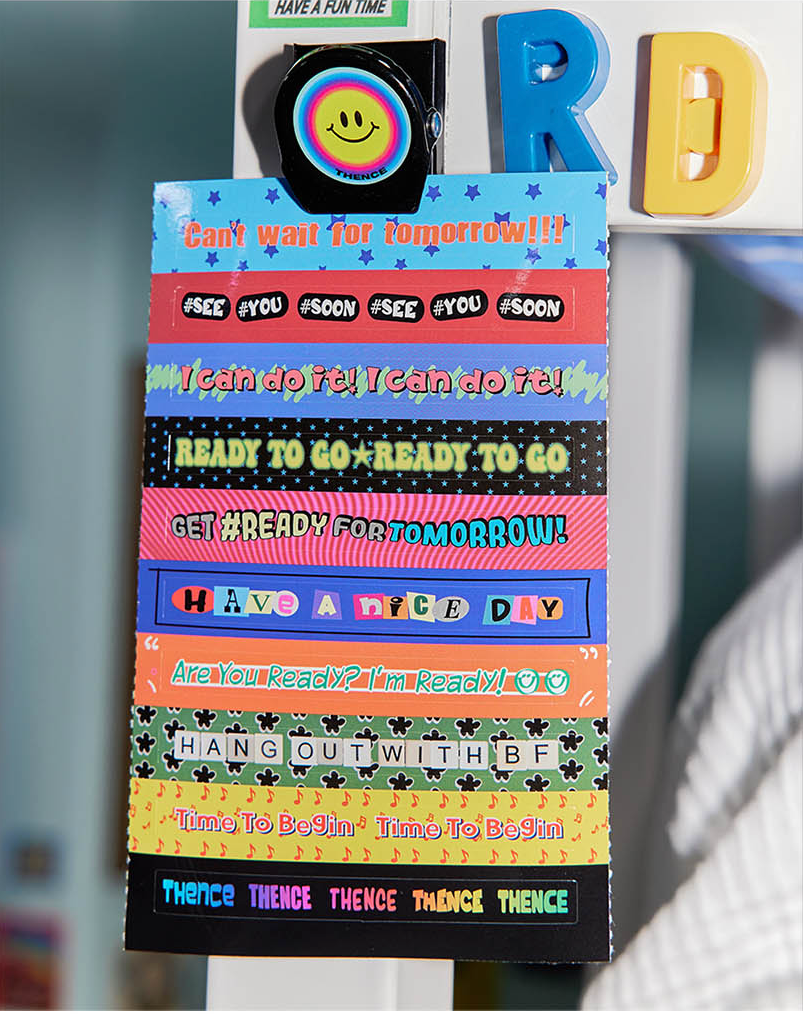 HAVE A FUN TIME
RD
THENCE
Can't wait for tomorrow!!!
#SEE #YOU #SOON #SEE #YOU #SOON
I can do it! I can do it!
READY TO GO★READY TO GO
GET #READY FOR TOMORROW!
HAVe A niCE DAY
“ ”
Are You Ready? I'm Ready!
HANG OUT WITH BF
Time To Begin Time To Begin
Thence THENCE THENCE THENCE THENCE